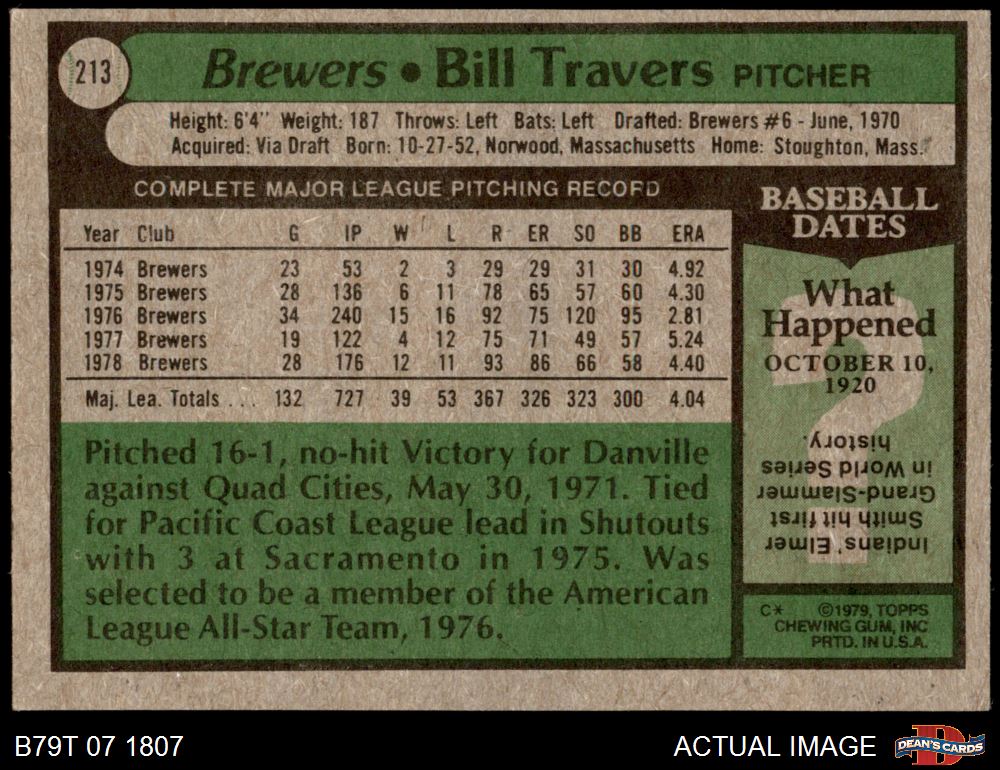 213
Brewers • Bill Travers PITCHER
Height: 6'4" Weight: 187 Throws: Left Bats: Left Drafted: Brewers #6 - June, 1970
Acquired: Via Draft Born: 10-27-52, Norwood, Massachusetts Home: Stoughton, Mass.
COMPLETE MAJOR LEAGUE PITCHING RECORD
Year Club G IP W L R ER SO BB ERA
1974 Brewers 23 53 2 3 29 29 31 30 4.92
1975 Brewers 28 136 6 11 78 65 57 60 4.30
1976 Brewers 34 240 15 16 92 75 120 95 2.81
1977 Brewers 19 122 4 12 75 71 49 57 5.24
1978 Brewers 28 176 12 11 93 86 66 58 4.40
Maj. Lea. Totals . . . 132 727 39 53 367 326 323 300 4.04
Pitched 16-1, no-hit Victory for Danville
against Quad Cities, May 30, 1971. Tied
for Pacific Coast League lead in Shutouts
with 3 at Sacramento in 1975. Was
selected to be a member of the American
League All-Star Team, 1976.
BASEBALL
DATES
What
Happened
OCTOBER 10,
1920
?
Indians' Elmer
Smith hit first
Grand-Slammer
in World Series
history.
C* ©1979, TOPPS
CHEWING GUM, INC
PRTD. IN U.S.A.
B79T 07 1807
ACTUAL IMAGE
D
DEAN'S CARDS